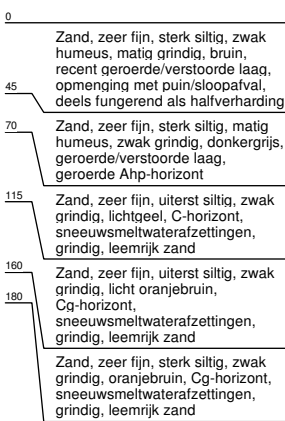 0
Zand, zeer fijn, sterk siltig, zwak
humeus, matig grindig, bruin,
recent geroerde/verstoorde laag,
opmenging met puin/sloopafval,
deels fungerend als halfverharding
45
70
Zand, zeer fijn, sterk siltig, matig
humeus, zwak grindig, donkergrijs,
geroerde/verstoorde laag,
geroerde Ahp-horizont
115
Zand, zeer fijn, uiterst siltig, zwak
grindig, lichtgeel, C-horizont,
sneeuwsmeltwaterafzettingen,
grindig, leemrijk zand
160
Zand, zeer fijn, uiterst siltig, zwak
grindig, licht oranjebruin,
Cg-horizont,
sneeuwsmeltwaterafzettingen,
grindig, leemrijk zand
180
Zand, zeer fijn, sterk siltig, zwak
grindig, oranjebruin, Cg-horizont,
sneeuwsmeltwaterafzettingen,
grindig, leemrijk zand